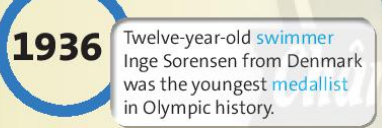 1936
Twelve-year-old swimmer
Inge Sorensen from Denmark
was the youngest medallist
in Olympic history.